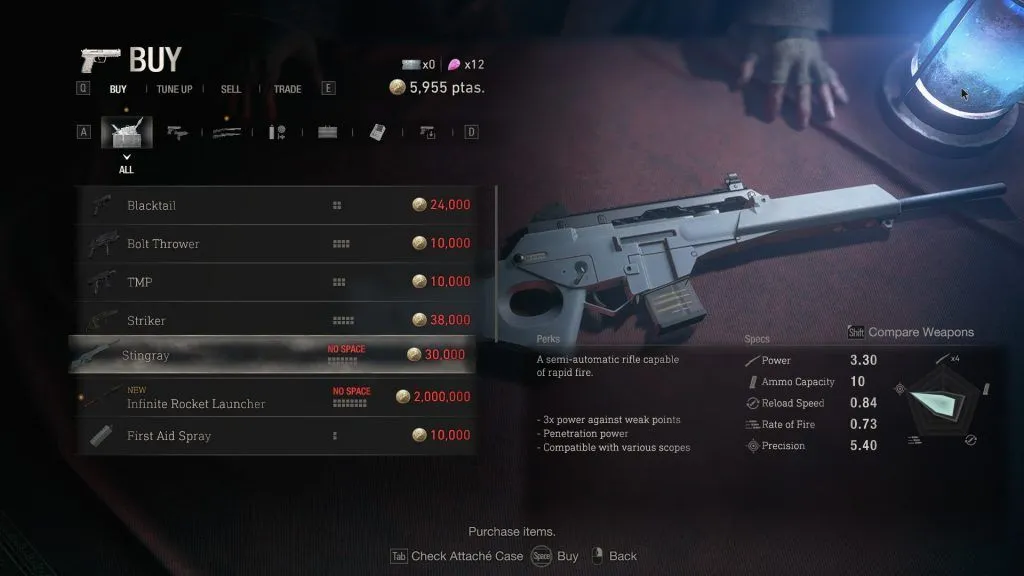 BUY
x0 x12
5,955 ptas.
Q BUY TUNE UP SELL TRADE E
A D
ALL
Blacktail 24,000
Bolt Thrower 10,000
TMP 10,000
Striker 38,000
Stingray NO SPACE 30,000
NEW
Infinite Rocket Launcher NO SPACE 2,000,000
First Aid Spray 10,000
Shift Compare Weapons
Perks
A semi-automatic rifle capable
of rapid fire.
- 3x power against weak points
- Penetration power
- Compatible with various scopes
Specs
Power 3.30
Ammo Capacity 10
Reload Speed 0.84
Rate of Fire 0.73
Precision 5.40
x4
Purchase items.
Tab Check Attaché Case Space Buy Back